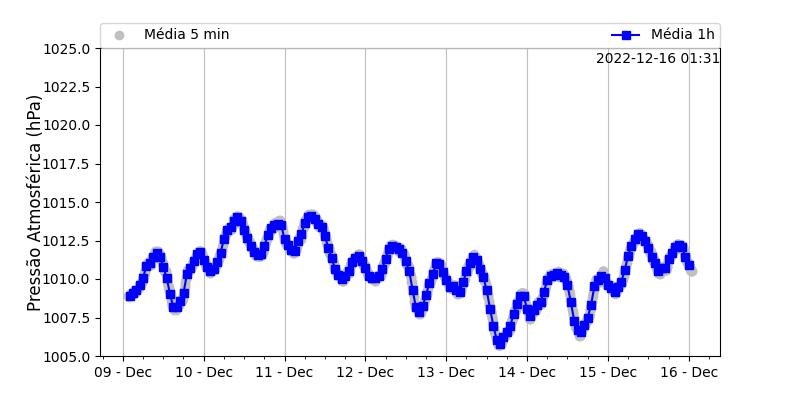 Média 5 min
Média 1h
2022-12-16 01:31
Pressão Atmosférica (hPa)
1025.0
1022.5
1020.0
1017.5
1015.0
1012.5
1010.0
1007.5
1005.0
09 - Dec
10 - Dec
11 - Dec
12 - Dec
13 - Dec
14 - Dec
15 - Dec
16 - Dec